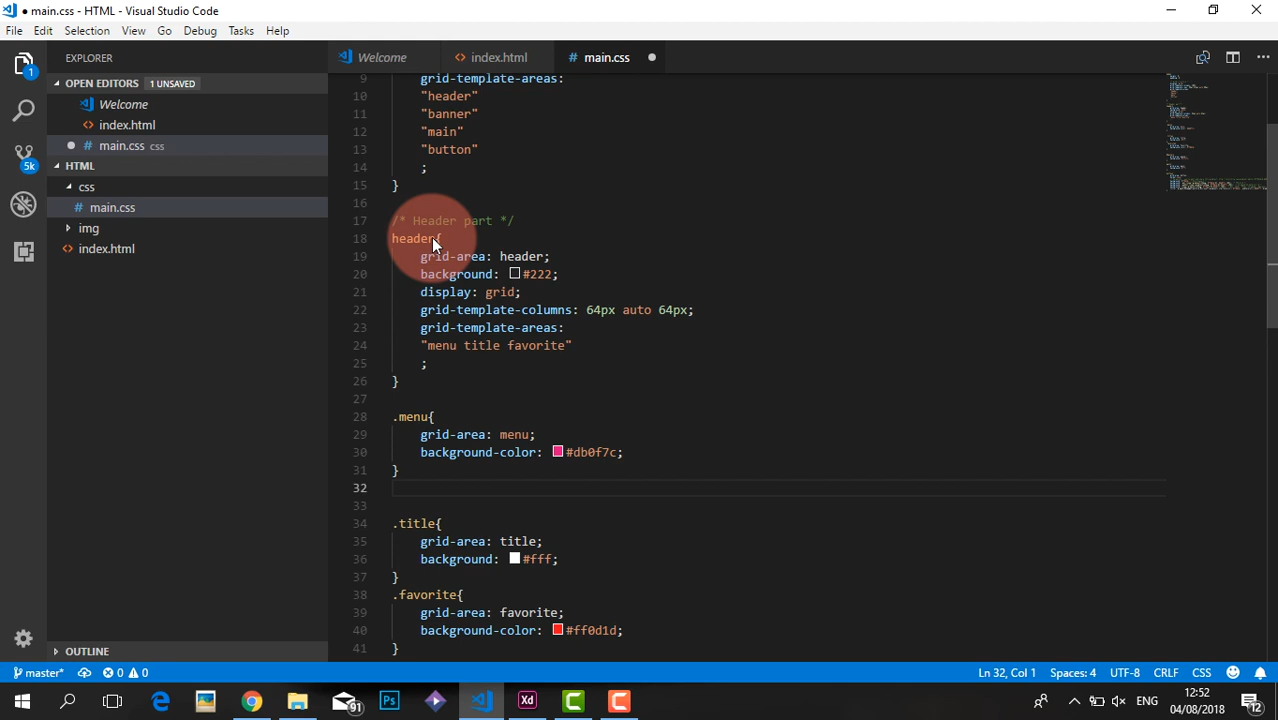 ● main.css - HTML - Visual Studio Code
File Edit Selection View Go Debug Tasks Help
EXPLORER
Welcome
index.html
# main.css
OPEN EDITORS 1 UNSAVED
Welcome
index.html
# main.css css
HTML
css
# main.css
img
index.html
OUTLINE
1
5k
9 grid-template-areas:
10 "header"
11 "banner"
12 "main"
13 "button"
14 ;
15 }
16
17 /* Header part */
18 header{
19 grid-area: header;
20 background: #222;
21 display: grid;
22 grid-template-columns: 64px auto 64px;
23 grid-template-areas:
24 "menu title favorite"
25 ;
26 }
27
28 .menu{
29 grid-area: menu;
30 background-color: #db0f7c;
31 }
32
33
34 .title{
35 grid-area: title;
36 background: #fff;
37 }
38 .favorite{
39 grid-area: favorite;
40 background-color: #ff0d1d;
41 }
master* 0 0 Ln 32, Col 1 Spaces: 4 UTF-8 CRLF CSS
91 Ps Xd ENG 12:52
04/08/2018 12